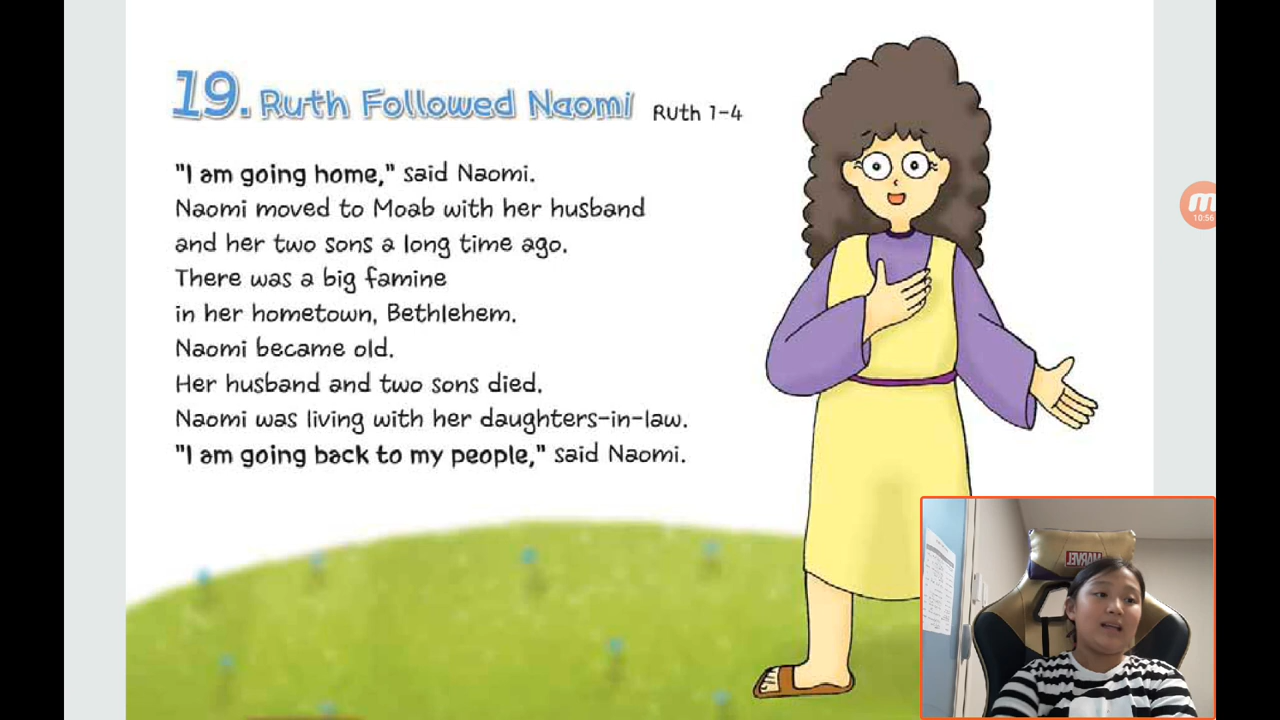 19. Ruth Followed Naomi Ruth 1-4
"I am going home," said Naomi.
Naomi moved to Moab with her husband
and her two sons a long time ago.
There was a big famine
in her hometown, Bethlehem.
Naomi became old.
Her husband and two sons died.
Naomi was living with her daughters-in-law.
"I am going back to my people," said Naomi.
10:56
MARVEL